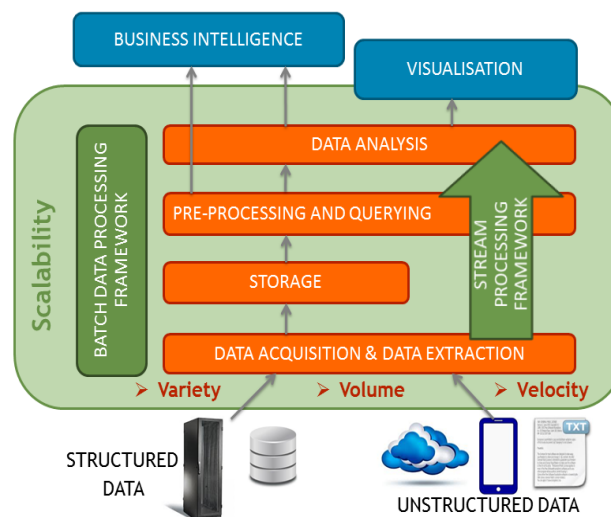 BUSINESS INTELLIGENCE
VISUALISATION
Scalability
BATCH DATA PROCESSING
FRAMEWORK
DATA ANALYSIS
PRE-PROCESSING AND QUERYING
STORAGE
STREAM
PROCESSING
FRAMEWORK
DATA ACQUISITION & DATA EXTRACTION
➢ Variety
➢ Volume
➢ Velocity
STRUCTURED
DATA
TXT
UNSTRUCTURED DATA